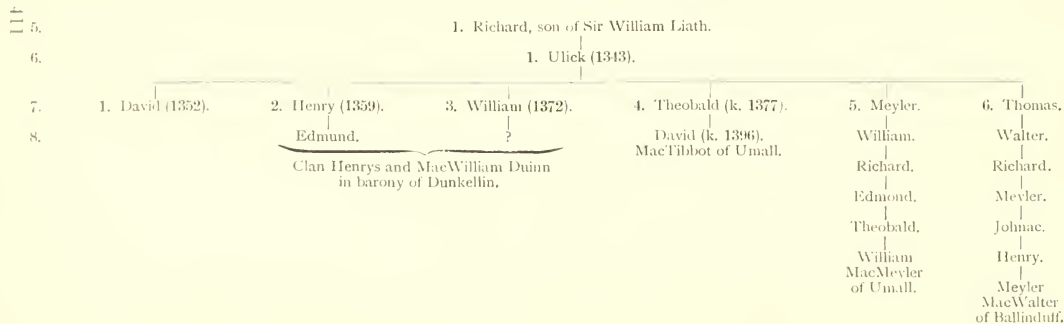 411
5. 1. Richard, son of Sir William Liath.
6. 1. Ulick (1343).
7. 1. David (1352). 2. Henry (1359). 3. William (1372). 4. Theobald (k. 1377). 5. Meyler. 6. Thomas.
8. Edmund. ? David (k. 1396). William. Walter.
MacTibbot of Umall.
Clan Henrys and MacWilliam Duinn
in barony of Dunkellin.
Richard. Richard.
Edmond. Meyler.
Theobald. Johnac.
William Henry.
MacMeyler
of Umall. Meyler
MacWalter
of Ballinduff.